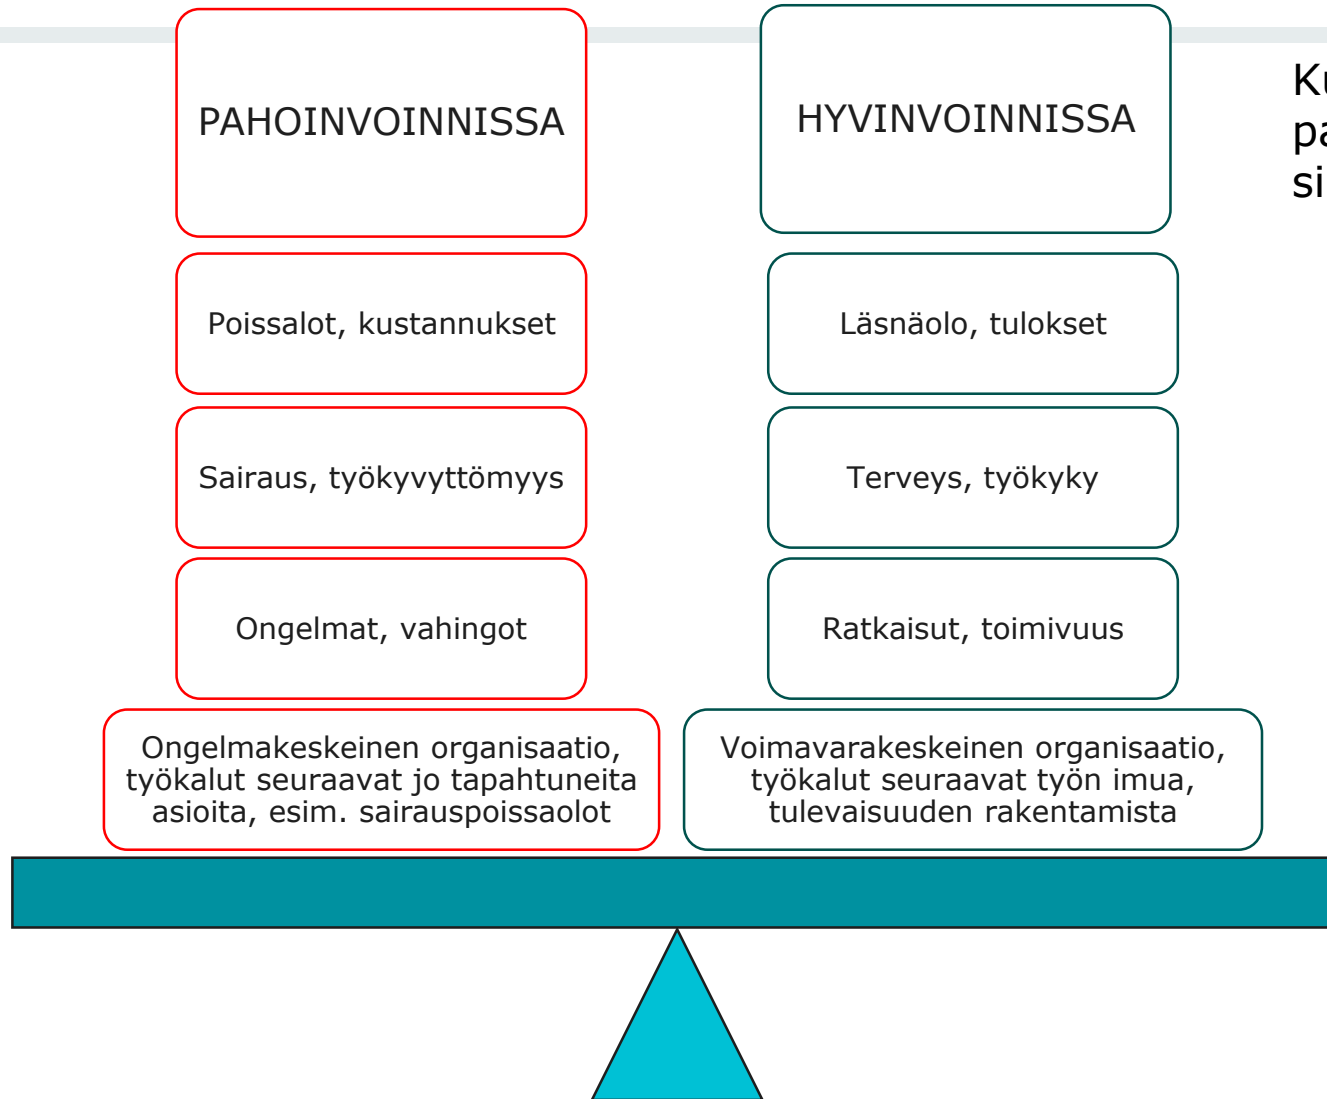 PAHOINVOINNISSA
Poissalot, kustannukset
Sairaus, työkyvyttömyys
Ongelmat, vahingot
Ongelmakeskeinen organisaatio,
työkalut seuraavat jo tapahtuneita
asioita, esim. sairauspoissaolot
HYVINVOINNISSA
Läsnäolo, tulokset
Terveys, työkyky
Ratkaisut, toimivuus
Voimavarakeskeinen organisaatio,
työkalut seuraavat työn imua,
tulevaisuuden rakentamista